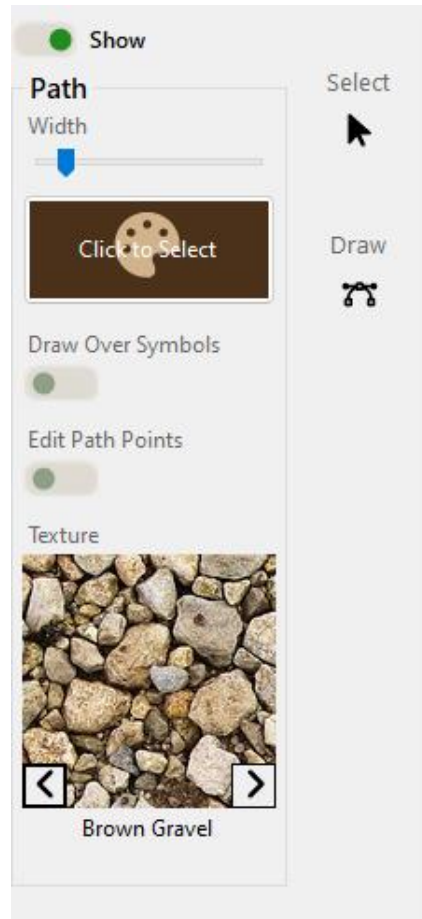 Show
Path
Width
Click to Select
Draw Over Symbols
Edit Path Points
Texture
Brown Gravel
Select
Draw